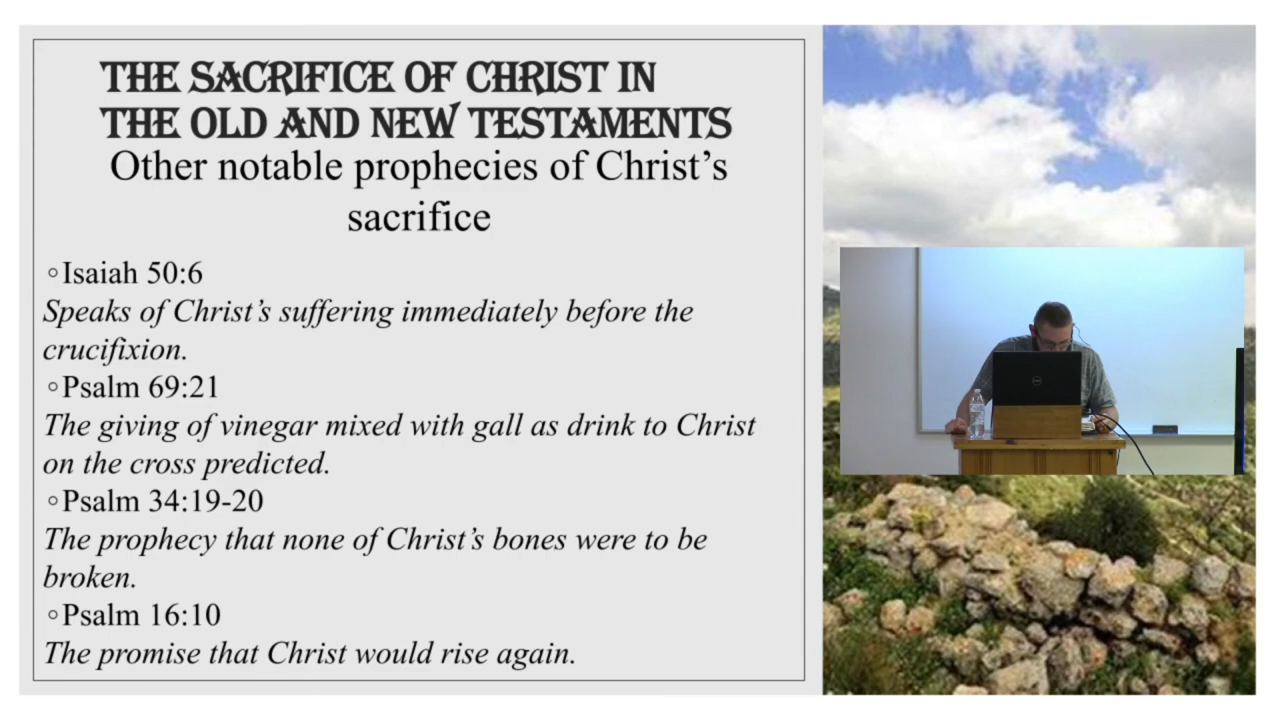 THE SACRIFICE OF CHRIST IN
THE OLD AND NEW TESTAMENTS
Other notable prophecies of Christ’s
sacrifice
◦Isaiah 50:6
Speaks of Christ’s suffering immediately before the
crucifixion.
◦Psalm 69:21
The giving of vinegar mixed with gall as drink to Christ
on the cross predicted.
◦Psalm 34:19-20
The prophecy that none of Christ’s bones were to be
broken.
◦Psalm 16:10
The promise that Christ would rise again.